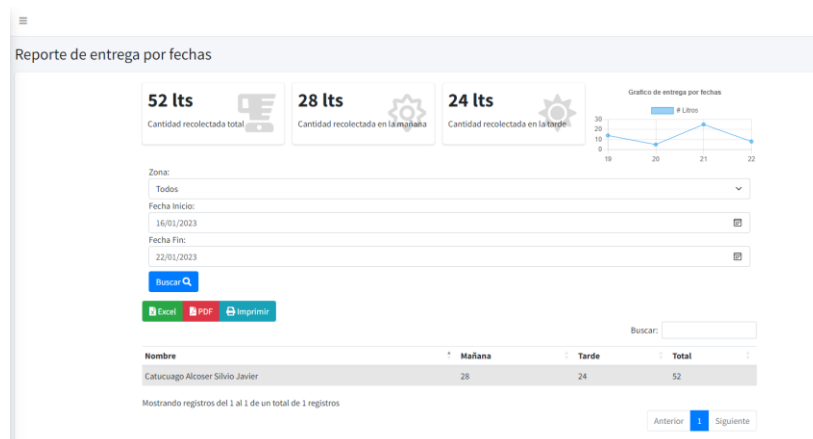 Reporte de entrega por fechas
52 lts
Cantidad recolectada total
28 lts
Cantidad recolectada en la mañana
24 lts
Cantidad recolectada en la tarde
Grafico de entrega por fechas
# Litros
30
20
10
0
19 20 21 22
Zona:
Todos
Fecha Inicio:
16/01/2023
Fecha Fin:
22/01/2023
Buscar
Excel PDF Imprimir
Buscar:
Nombre Mañana Tarde Total
Catucuago Alcoser Silvio Javier 28 24 52
Mostrando registros del 1 al 1 de un total de 1 registros
Anterior 1 Siguiente